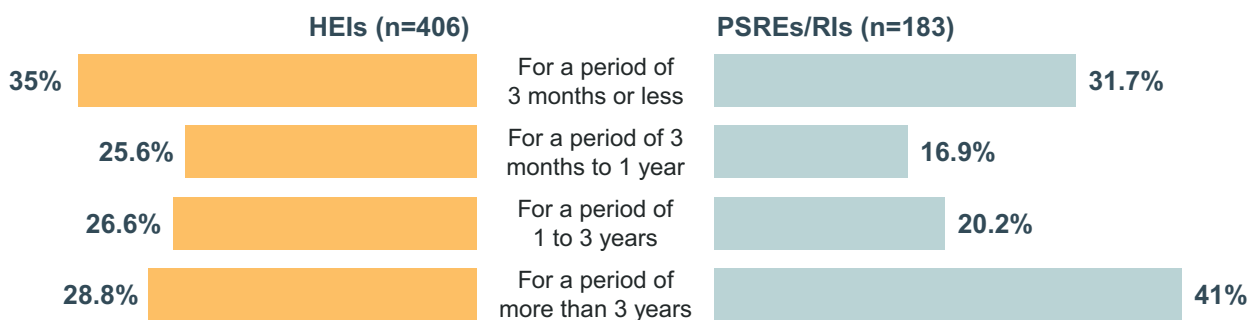 HEIs (n=406)
PSREs/RIs (n=183)
35%
For a period of
3 months or less
31.7%
25.6%
For a period of 3
months to 1 year
16.9%
26.6%
For a period of
1 to 3 years
20.2%
28.8%
For a period of
more than 3 years
41%